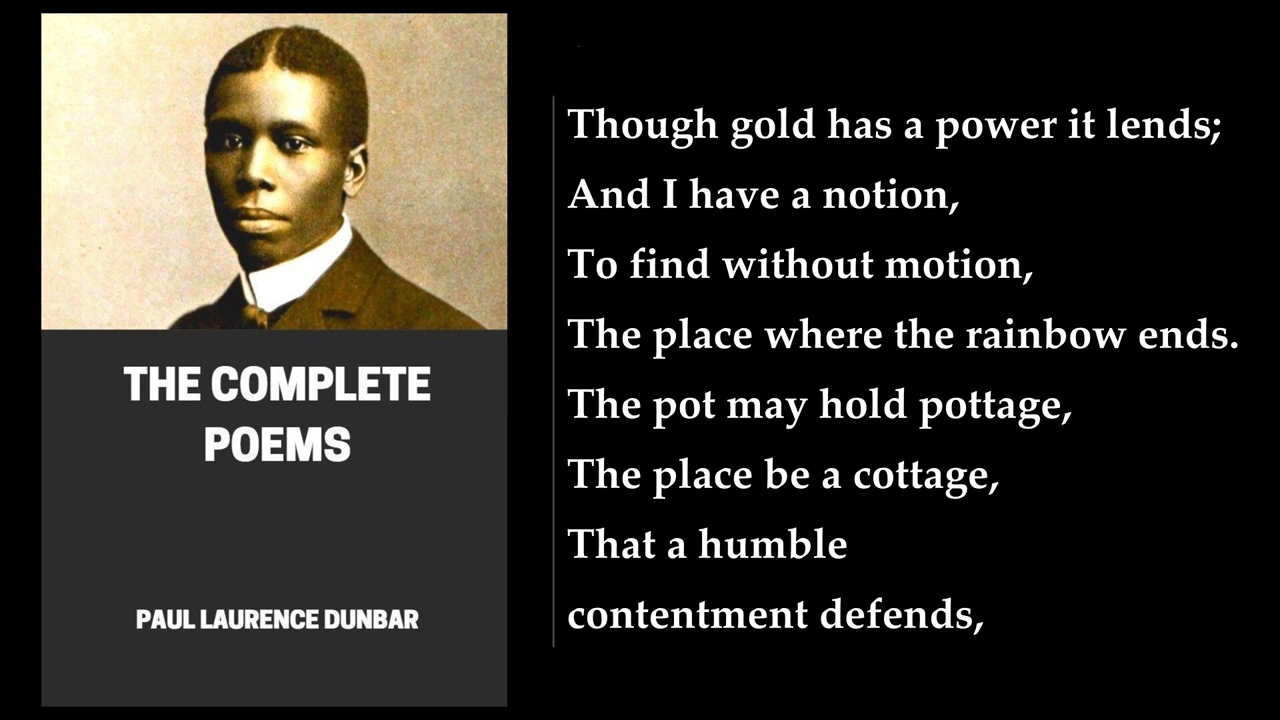 THE COMPLETE
POEMS
PAUL LAURENCE DUNBAR
Though gold has a power it lends;
And I have a notion,
To find without motion,
The place where the rainbow ends.
The pot may hold pottage,
The place be a cottage,
That a humble
contentment defends,